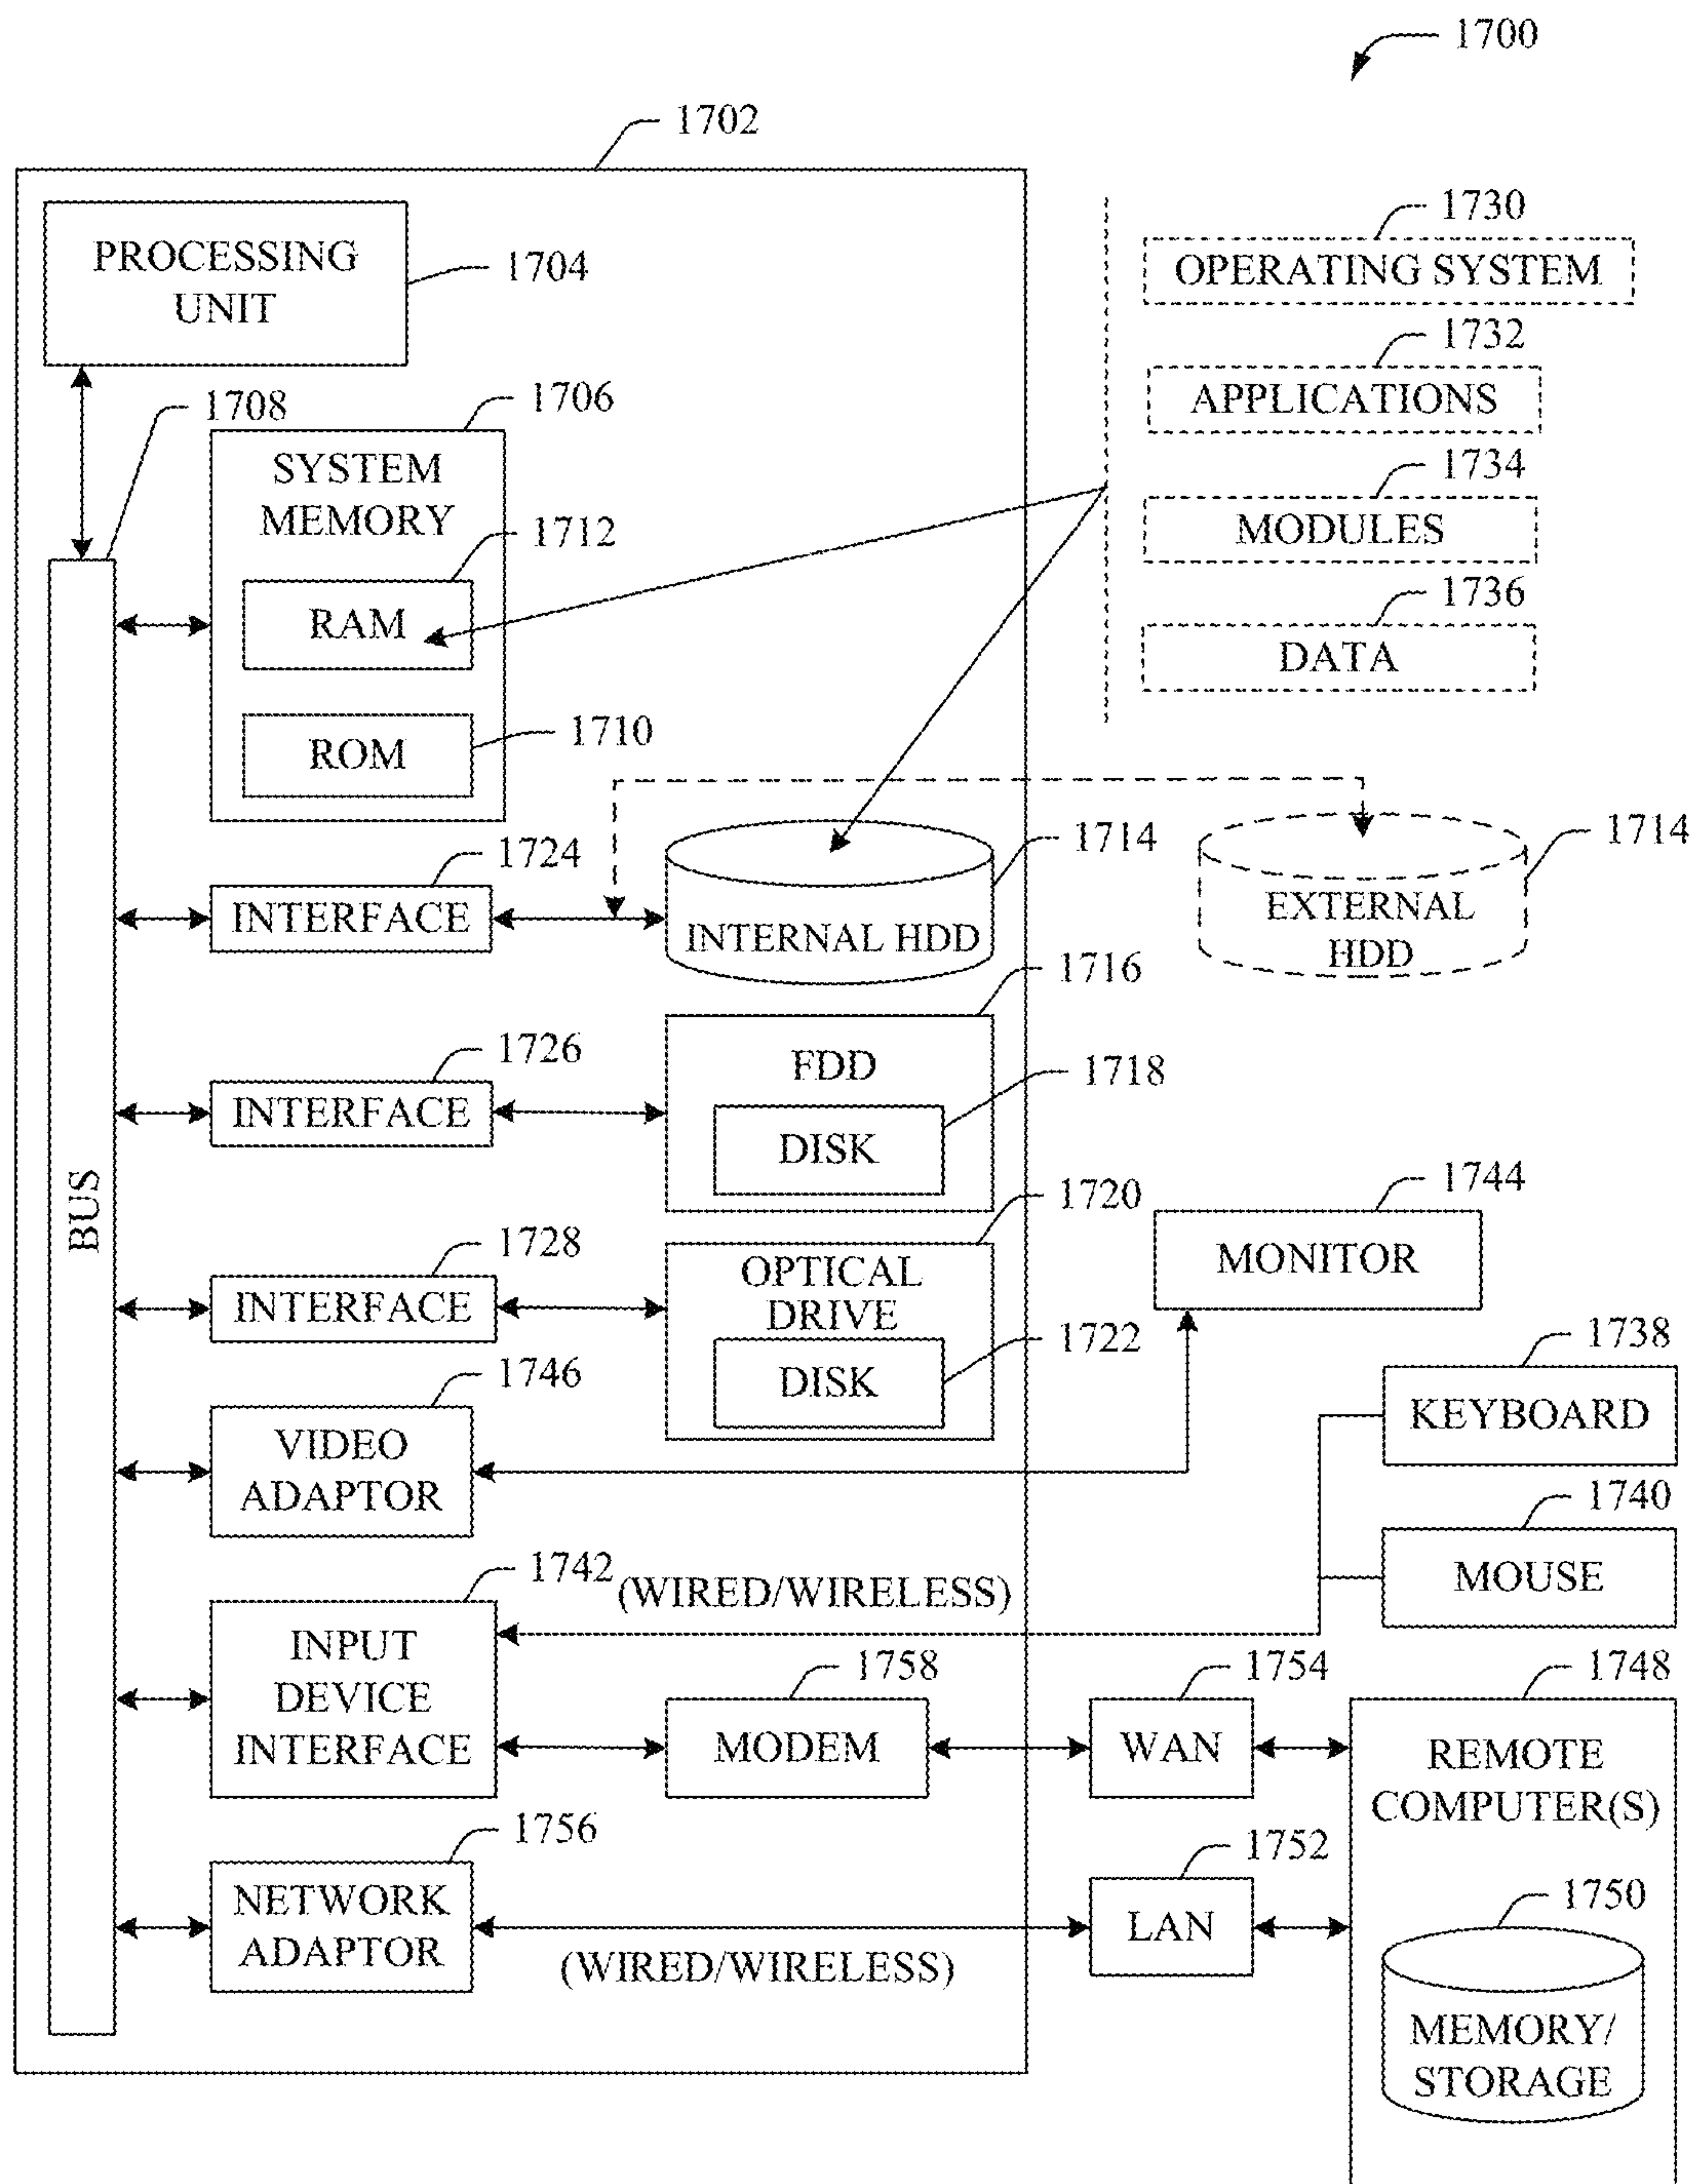 1700
1702
PROCESSING
UNIT
1704
1730
OPERATING SYSTEM
1732
APPLICATIONS
1734
MODULES
1736
DATA
1708
1706
SYSTEM
MEMORY
1712
RAM
1710
ROM
1724
INTERFACE
1714
INTERNAL HDD
1714
EXTERNAL
HDD
1716
FDD
1726
INTERFACE
1718
DISK
BUS
1720
OPTICAL
DRIVE
1728
INTERFACE
1722
DISK
1744
MONITOR
1746
VIDEO
ADAPTOR
1738
KEYBOARD
1740
MOUSE
1742
(WIRED/WIRELESS)
INPUT
DEVICE
INTERFACE
1758
MODEM
1754
WAN
1748
REMOTE
COMPUTER(S)
1756
NETWORK
ADAPTOR
(WIRED/WIRELESS)
1752
LAN
1750
MEMORY/
STORAGE